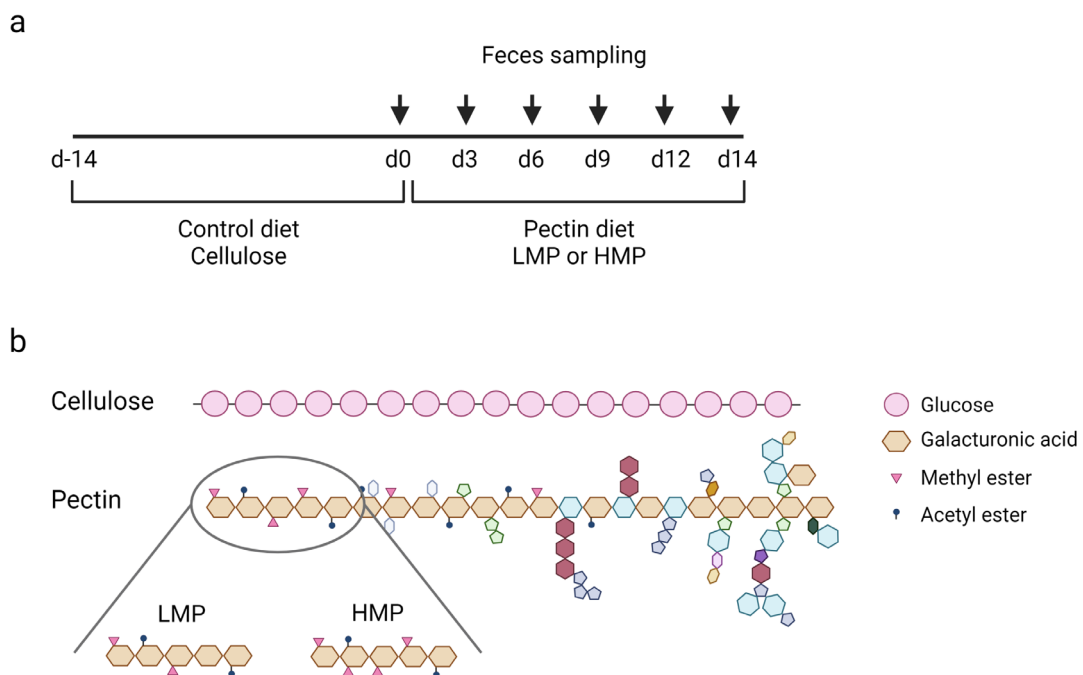 a
Feces sampling
d-14 d0 d3 d6 d9 d12 d14
Control diet
Cellulose
Pectin diet
LMP or HMP
b
Cellulose
Pectin
LMP
HMP
Glucose
Galacturonic acid
Methyl ester
Acetyl ester